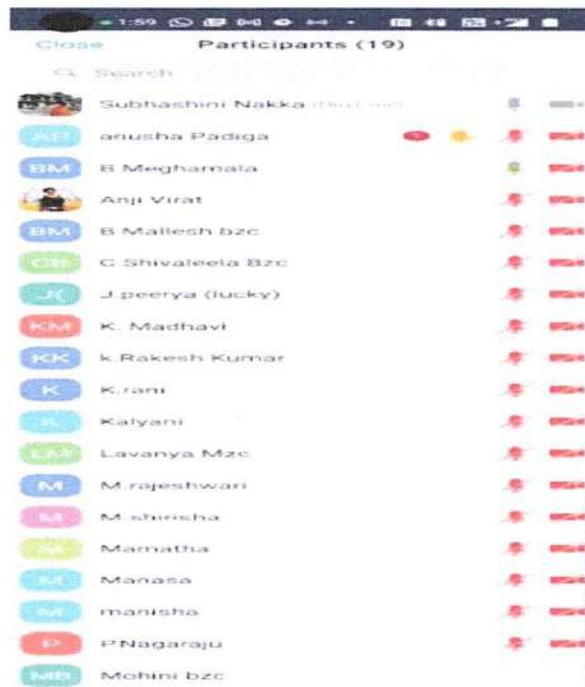 1:59
Close Participants (19)
Search
Subhashini Nakka
AP anusha Padiga
BM B Meghamala
Anji Virat
BM B Mallesh bzc
C Shivaleela Bzc
J( J.peerya (lucky)
KM K. Madhavi
KK k.Rakesh Kumar
K K.rani
K Kalyani
LM Lavanya Mzc
M M.rajeshwari
M M.shirisha
M Mamatha
M Manasa
M manisha
P P.Nagaraju
MB Mohini bzc